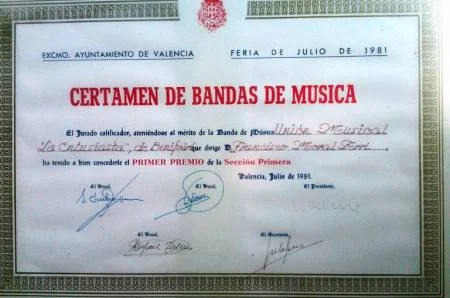 EXCMO. AYUNTAMIENTO DE VALENCIA FERIA DE JULIO DE 1981
CERTAMEN DE BANDAS DE MUSICA
El Jurado calificador, ateniéndose al mérito de la Banda de Música Unión Musical
"La Entusiasta", de Benifairó que dirige D. Francisco Moral Ferri
ha tenido a bien concederle el PRIMER PREMIO de la Sección Primera
Valencia, Julio de 1981.
El Vocal, El Vocal, El Presidente,
El Vocal, El Secretario,